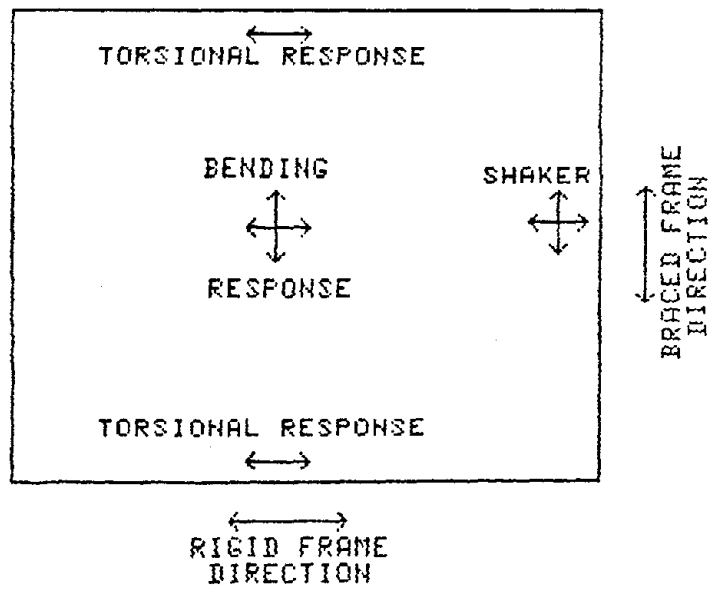 TORSIONAL RESPONSE
BENDING
SHAKER
RESPONSE
BRACED FRAME
DIRECTION
TORSIONAL RESPONSE
RIGID FRAME
DIRECTION